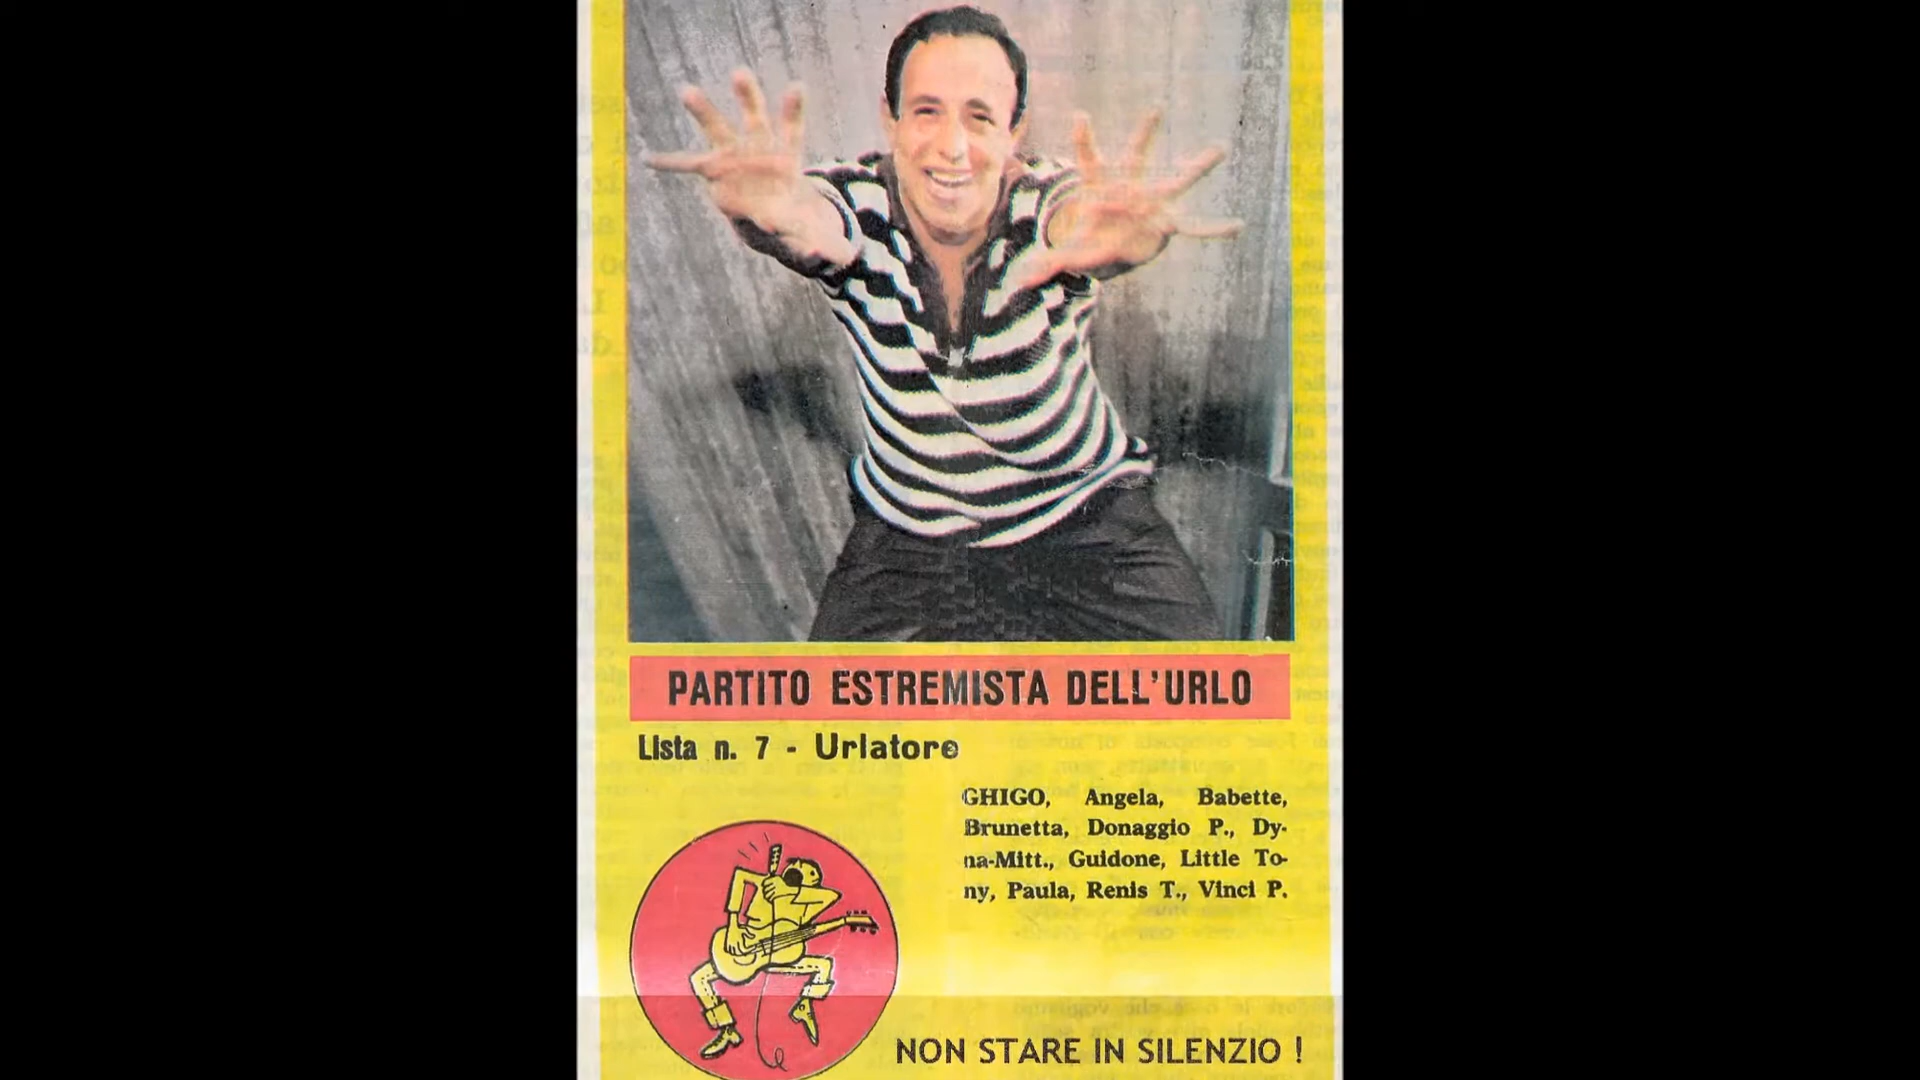 PARTITO ESTREMISTA DELL'URLO
Lista n. 7 - Urlatore
GHIGO, Angela, Babette,
Brunetta, Donaggio P., Dy-
na-Mitt., Guidone, Little To-
ny, Paula, Renis T., Vinci P.
NON STARE IN SILENZIO !